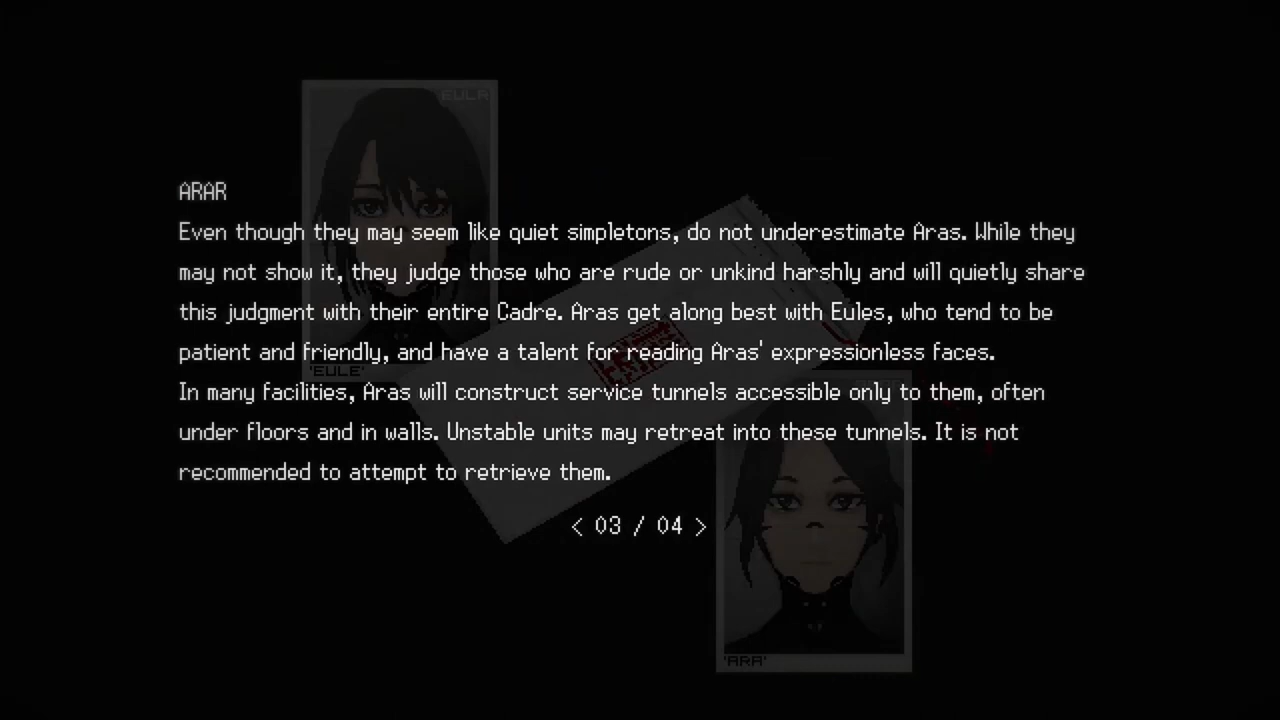 EULR
ARAR
Even though they may seem like quiet simpletons, do not underestimate Aras. While they
may not show it, they judge those who are rude or unkind harshly and will quietly share
this judgment with their entire Cadre. Aras get along best with Eules, who tend to be
patient and friendly, and have a talent for reading Aras' expressionless faces.
'EULE'
In many facilities, Aras will construct service tunnels accessible only to them, often
under floors and in walls. Unstable units may retreat into these tunnels. It is not
recommended to attempt to retrieve them.
< 03 / 04 >
'ARA'